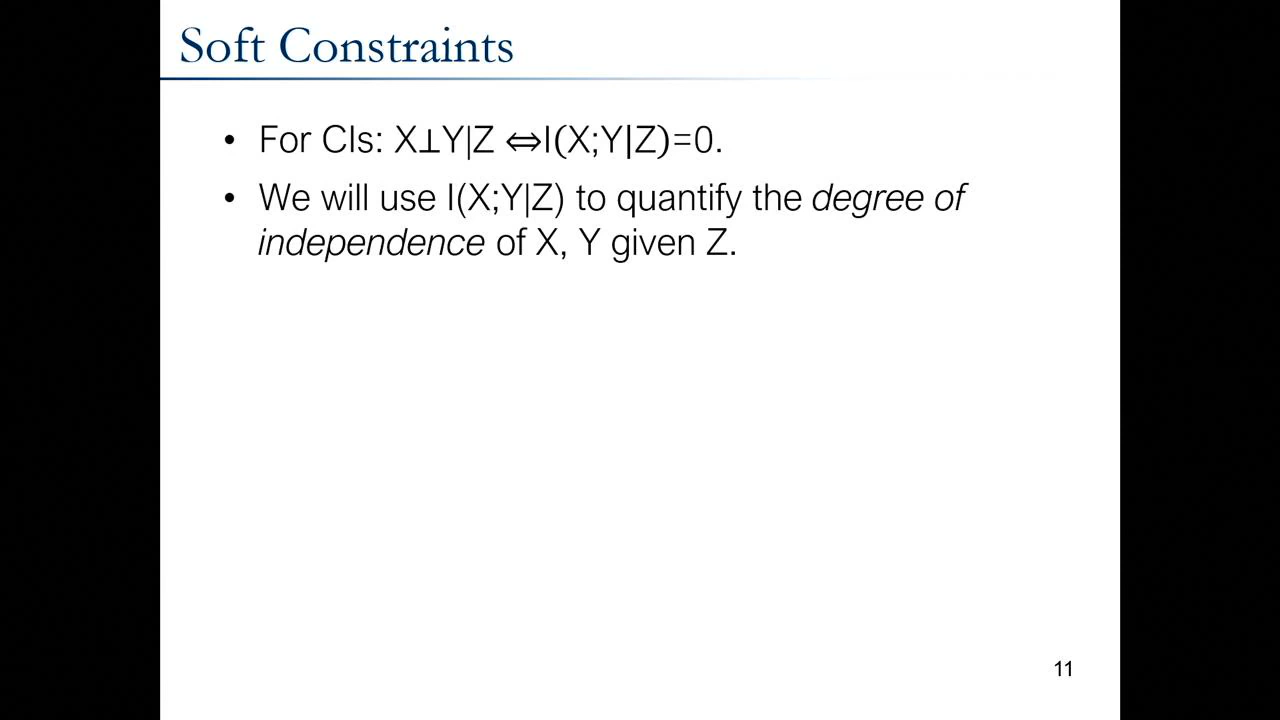 Soft Constraints
• For CIs: X⊥Y|Z ⇔I(X;Y|Z)=0.
• We will use I(X;Y|Z) to quantify the degree of
independence of X, Y given Z.
11